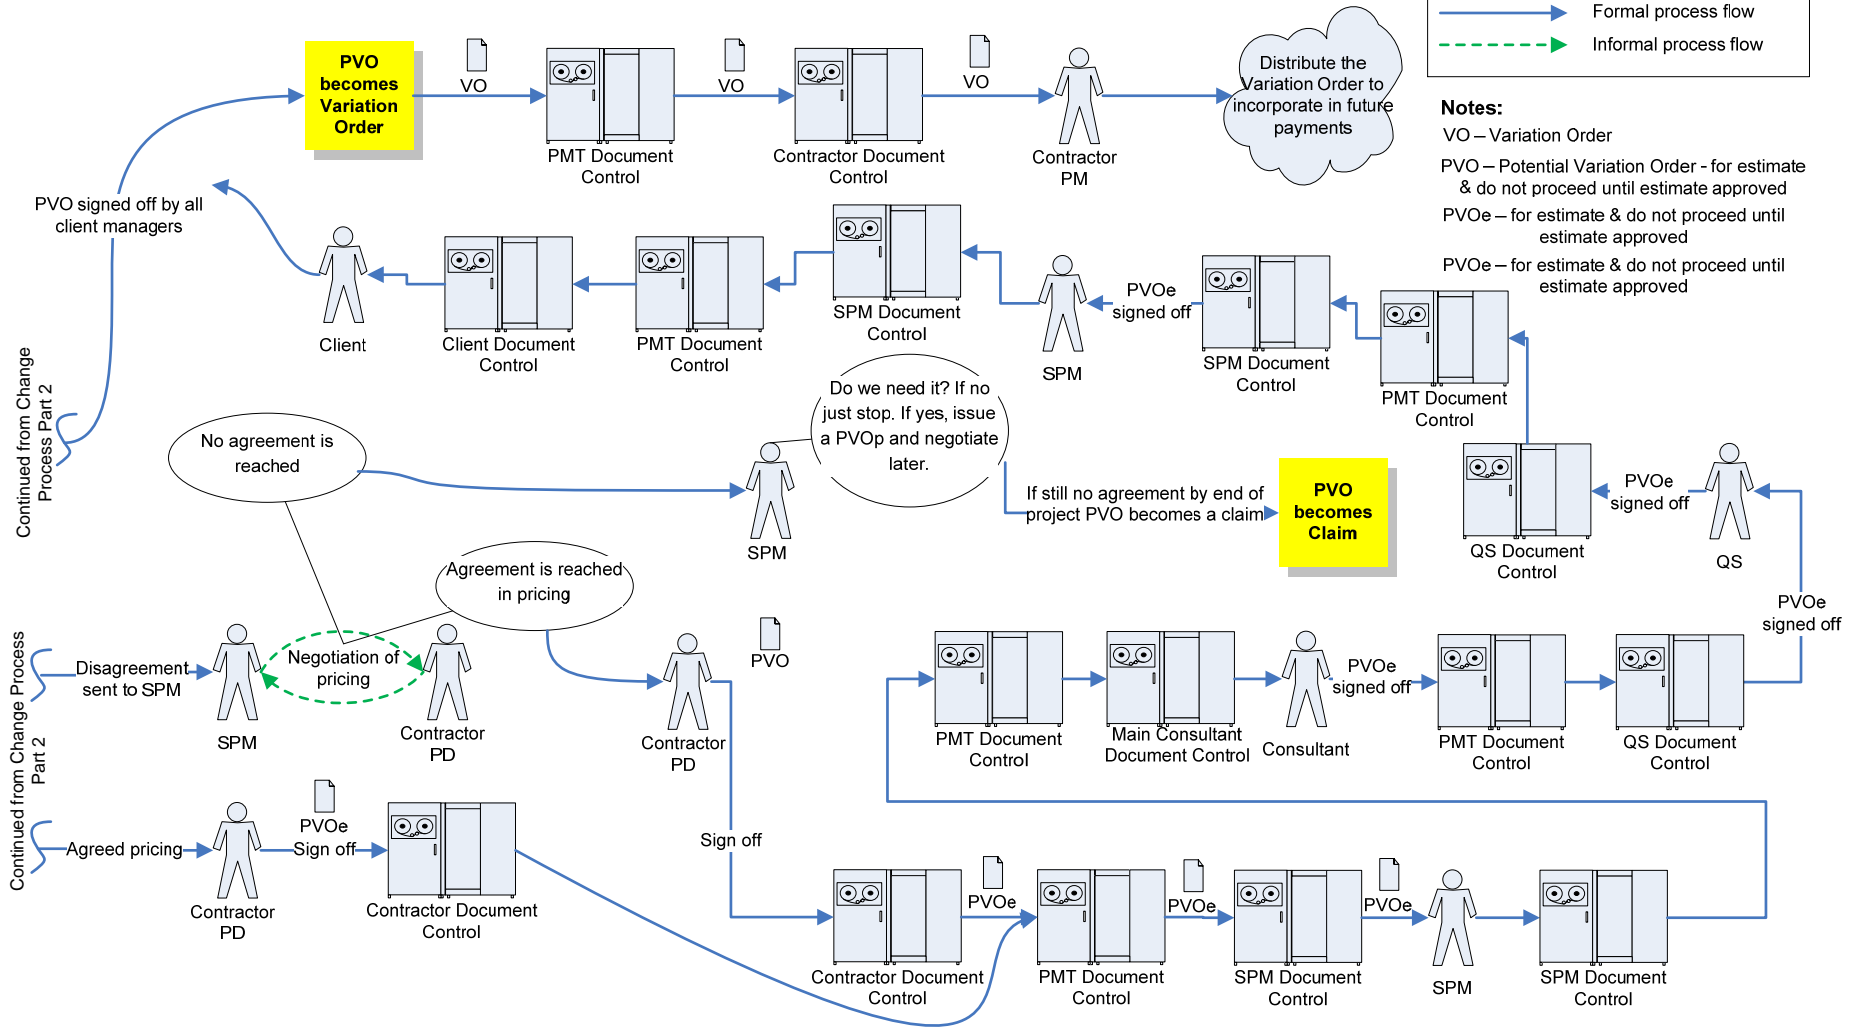 Formal process flow
Informal process flow
PVO
becomes
Variation
Order
VO
PMT Document
Control
VO
Contractor Document
Control
VO
Contractor
PM
Distribute the
Variation Order to
incorporate in future
payments
Notes:
VO – Variation Order
PVO – Potential Variation Order - for estimate
& do not proceed until estimate approved
PVOe – for estimate & do not proceed until
estimate approved
PVOe – for estimate & do not proceed until
estimate approved
PVO signed off by all
client managers
Client
Client Document
Control
PMT Document
Control
SPM Document
Control
SPM
PVOe
signed off
SPM Document
Control
PMT Document
Control
Continued from Change
Process Part 2
No agreement is
reached
SPM
Do we need it? If no
just stop. If yes, issue
a PVOp and negotiate
later.
If still no agreement by end of
project PVO becomes a claim
PVO
becomes
Claim
QS Document
Control
PVOe
signed off
QS
Agreement is reached
in pricing
PVOe
signed off
Continued from Change Process
Part 2
Disagreement
sent to SPM
SPM
Negotiation of
pricing
Contractor
PD
Contractor
PD
PVO
PMT Document
Control
Main Consultant
Document Control
Consultant
PVOe
signed off
PMT Document
Control
QS Document
Control
Agreed pricing
Contractor
PD
PVOe
Sign off
Contractor Document
Control
Sign off
Contractor Document
Control
PVOe
PMT Document
Control
PVOe
SPM Document
Control
PVOe
SPM
SPM Document
Control